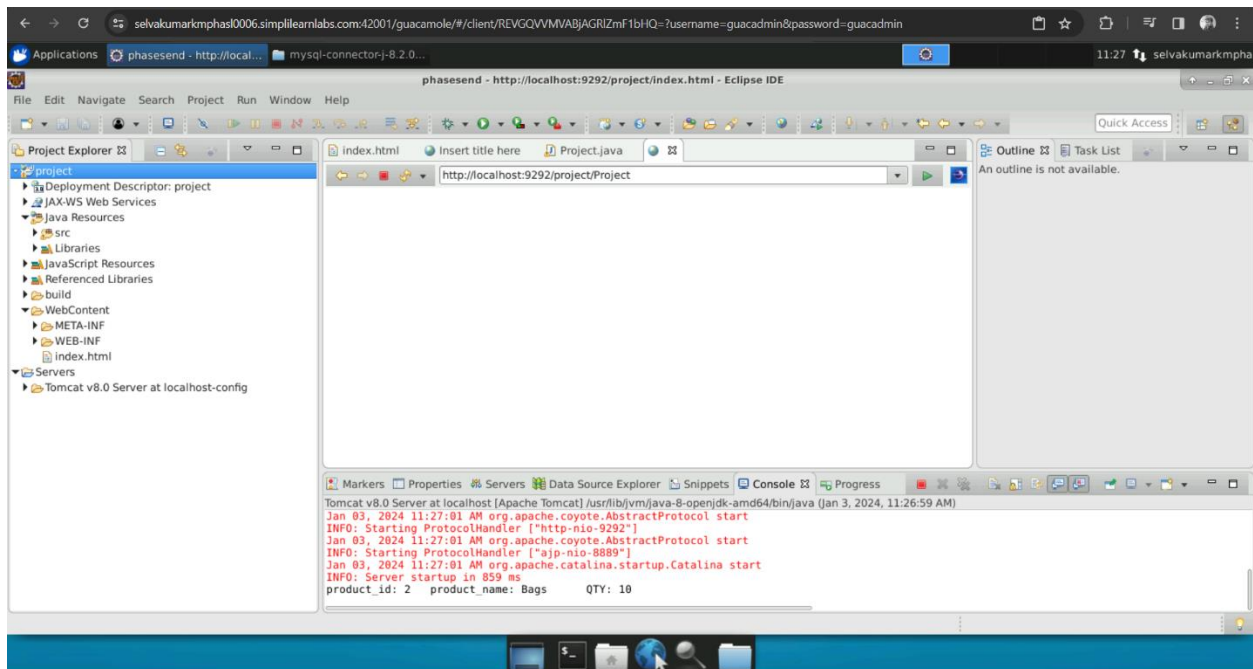 selvakumarkmphasl0006.simplilearnlabs.com:42001/guacamole/#/client/REVGQVVMVABjAGRlZmF1bHQ=?username=guacadmin&password=guacadmin
Applications phasesend - http://local... mysql-connector-j-8.2.0... 11:27 selvakumarkmpha
phasesend - http://localhost:9292/project/index.html - Eclipse IDE
File Edit Navigate Search Project Run Window Help
Quick Access
Project Explorer index.html Insert title here Project.java Outline Task List
project http://localhost:9292/project/Project An outline is not available.
Deployment Descriptor: project
JAX-WS Web Services
Java Resources
src
Libraries
JavaScript Resources
Referenced Libraries
build
WebContent
META-INF
WEB-INF
index.html
Servers
Tomcat v8.0 Server at localhost-config
Markers Properties Servers Data Source Explorer Snippets Console Progress
Tomcat v8.0 Server at localhost [Apache Tomcat] /usr/lib/jvm/java-8-openjdk-amd64/bin/java (Jan 3, 2024, 11:26:59 AM)
Jan 03, 2024 11:27:01 AM org.apache.coyote.AbstractProtocol start
INFO: Starting ProtocolHandler ["http-nio-9292"]
Jan 03, 2024 11:27:01 AM org.apache.coyote.AbstractProtocol start
INFO: Starting ProtocolHandler ["ajp-nio-8889"]
Jan 03, 2024 11:27:01 AM org.apache.catalina.startup.Catalina start
INFO: Server startup in 859 ms
product_id: 2 product_name: Bags QTY: 10